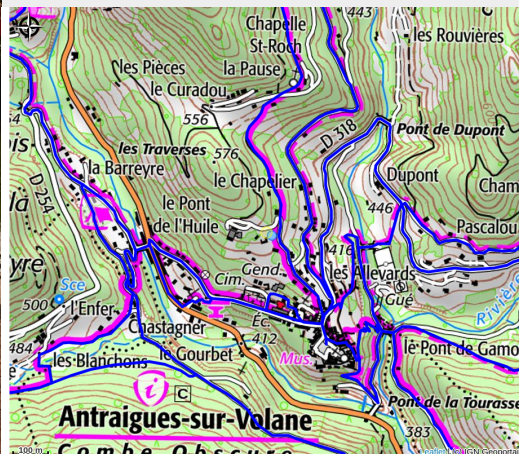 443
Chapelle
St-Roch
les Rouvières
les Pièces
la Pause
le Curadou
556
D 318
Pont de Dupont
les Traverses
576
la Barreyre
Dupont
le Chapelier
D 254
le Pont
de l'Huile
446
Cham
Pascalou
416
yre
Gend.
les Allevards
Cim.
Sce
Gué
500
l'Enfer
Rivière
Chastagner
Éc.
412
484
les Blanchons
le Gourbet
Mus.
le Pont de Gamo
i
C
Antraigues-sur-Volane
Pont de la Tourasse
383
Combe Obscure
100 m
Leaflet | © IGN Géoportai